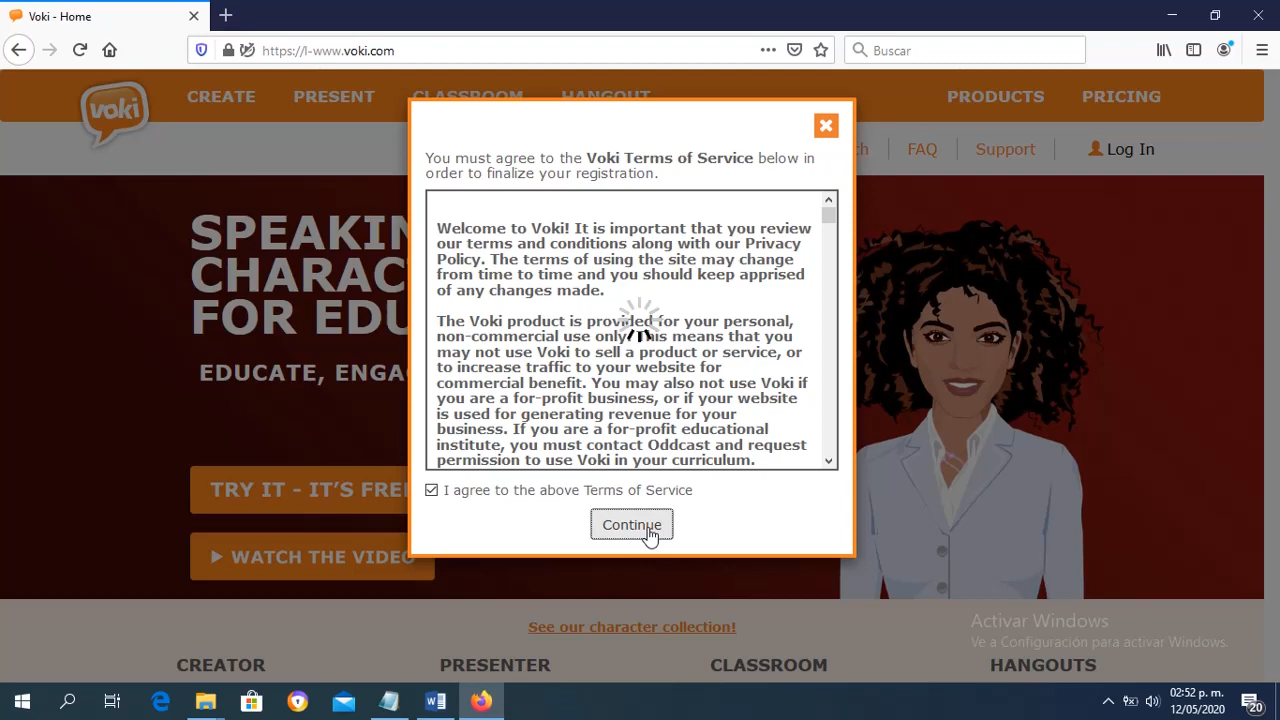 Voki - Home
https://l-www.voki.com
Buscar
voki
CREATE
PRESENT
CLASSROOM
HANGOUT
PRODUCTS
PRICING
FAQ
Support
Log In
SPEAKIN
CHARACT
FOR EDU
EDUCATE, ENGA
TRY IT - IT'S FREE
WATCH THE VIDEO
You must agree to the Voki Terms of Service below in
order to finalize your registration.
Welcome to Voki! It is important that you review
our terms and conditions along with our Privacy
Policy. The terms of using the site may change
from time to time and you should keep apprised
of any changes made.
The Voki product is provided for your personal,
non-commercial use only. This means that you
may not use Voki to sell a product or service, or
to increase traffic to your website for
commercial benefit. You may also not use Voki if
you are a for-profit business, or if your website
is used for generating revenue for your
business. If you are a for-profit educational
institute, you must contact Oddcast and request
permission to use Voki in your curriculum.
I agree to the above Terms of Service
Continue
See our character collection!
Activar Windows
Ve a Configuración para activar Windows.
CREATOR
PRESENTER
CLASSROOM
HANGOUTS
02:52 p. m.
12/05/2020
20